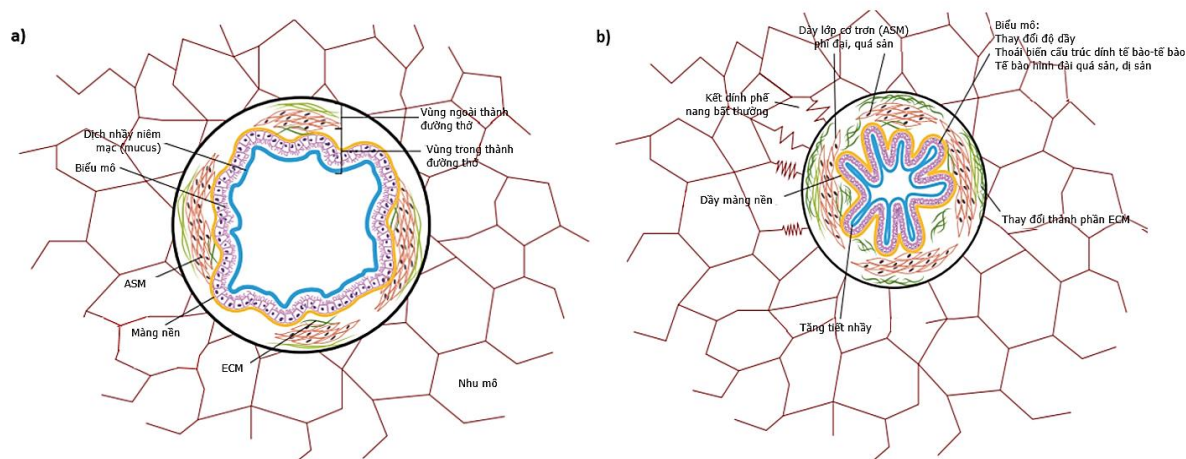 a)
Dịch nhầy niêm
mạc (mucus)
Biểu mô
Vùng ngoài thành
đường thở
Vùng trong thành
đường thở
ASM
Màng nền
ECM
Nhu mô
b)
Dày lớp cơ trơn (ASM)
phì đại, quá sản
Biểu mô:
Thay đổi độ dầy
Thoái biến cấu trúc dính tế bào-tế bào
Tế bào hình đài quá sản, dị sản
Kết dính phế
nang bất thường
Dầy màng nền
Thay đổi thành phần ECM
Tăng tiết nhầy